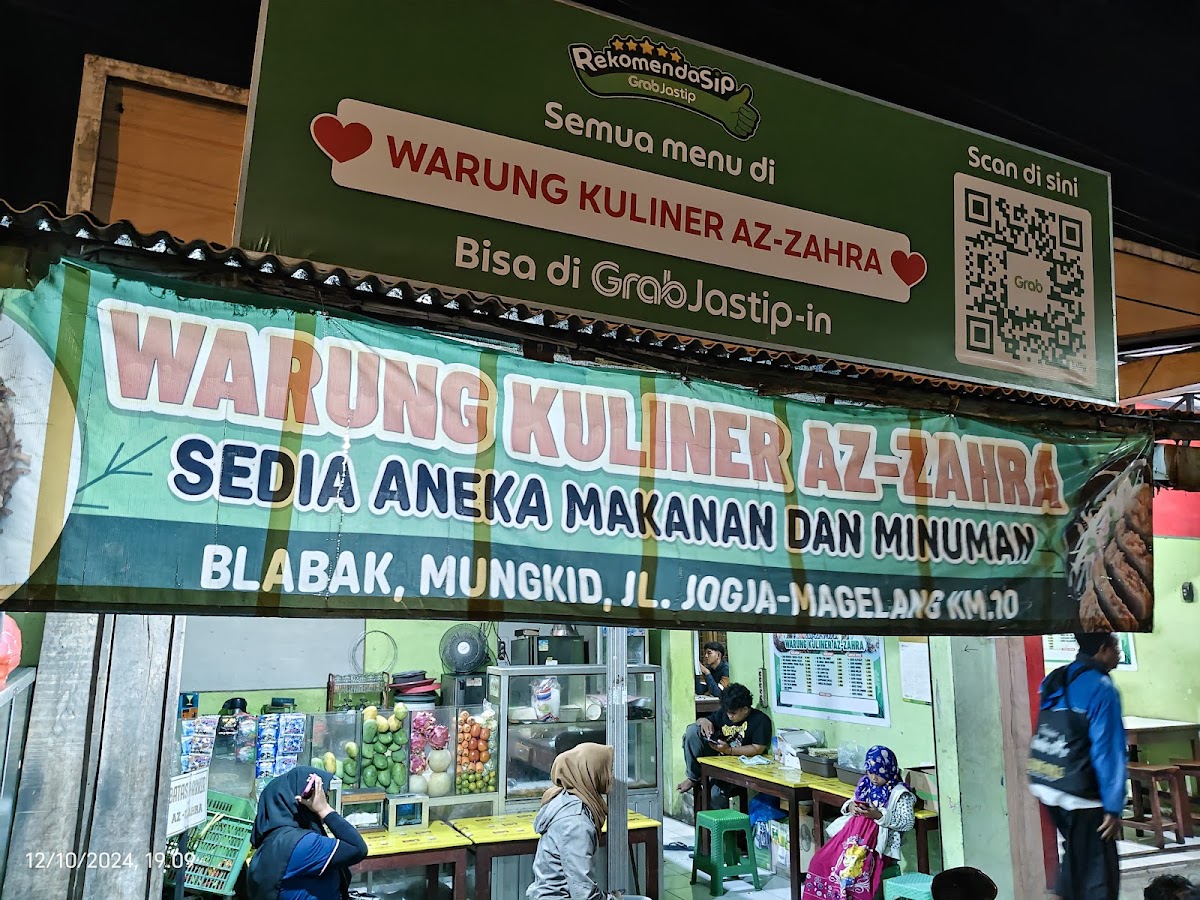 RekomendaSip
GrabJastip
Semua menu di
WARUNG KULINER AZ-ZAHRA
Bisa di GrabJastip-in
Scan di sini
Grab
WARUNG KULINER AZ-ZAHRA
SEDIA ANEKA MAKANAN DAN MINUMAN
BLABAK, MUNGKID, JL. JOGJA-MAGELANG KM.10
WARUNG KULINER AZ-ZAHRA
AZ-ZAHRA
12/10/2024 19.09